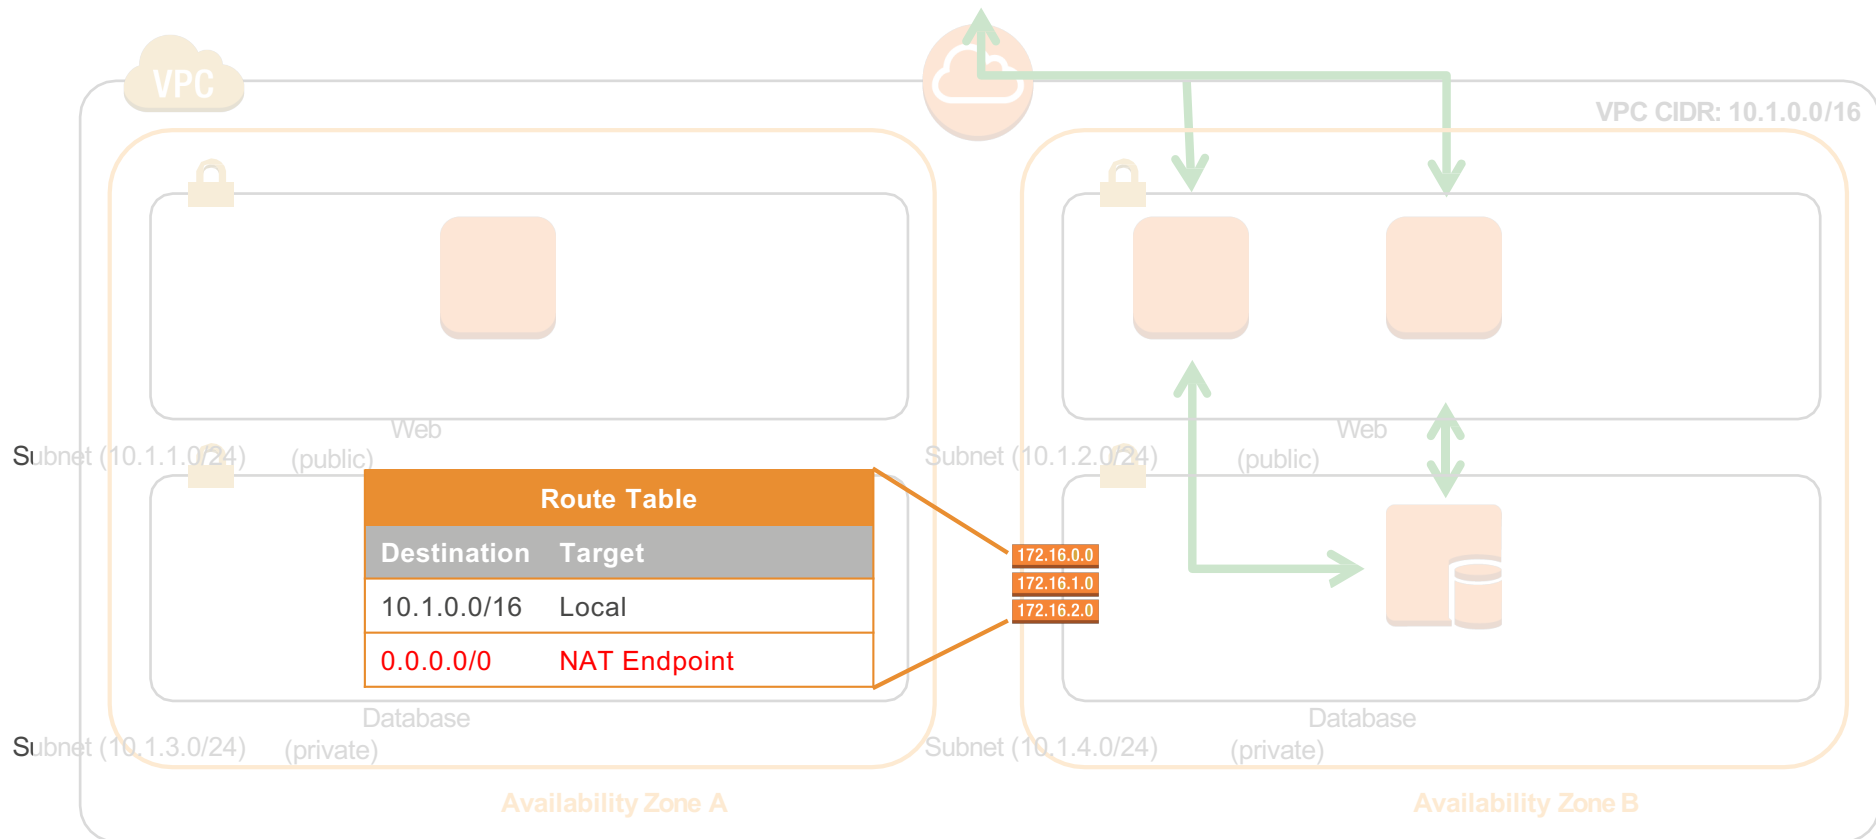 VPC
VPC CIDR: 10.1.0.0/16
Web
Subnet (10.1.1.0/24) (public)
Web
Subnet (10.1.2.0/24) (public)
Route Table
Destination Target
10.1.0.0/16 Local
0.0.0.0/0 NAT Endpoint
172.16.0.0
172.16.1.0
172.16.2.0
Database
Subnet (10.1.3.0/24) (private)
Database
Subnet (10.1.4.0/24) (private)
Availability Zone A
Availability Zone B